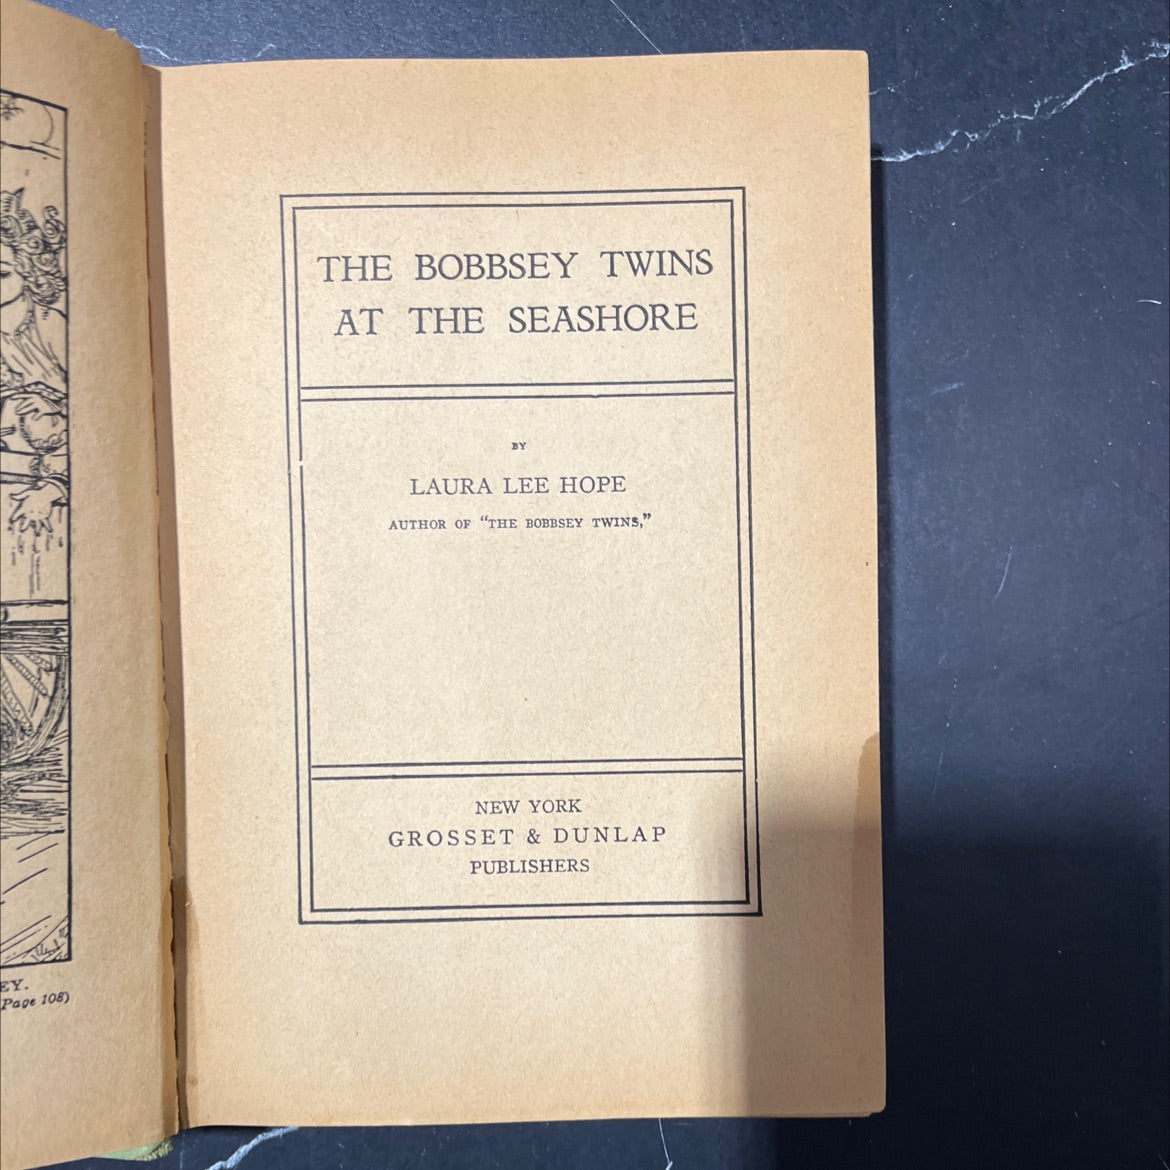 EY.
Page 108)
THE BOBBSEY TWINS
AT THE SEASHORE
BY
LAURA LEE HOPE
AUTHOR OF "THE BOBBSEY TWINS,"
NEW YORK
GROSSET & DUNLAP
PUBLISHERS